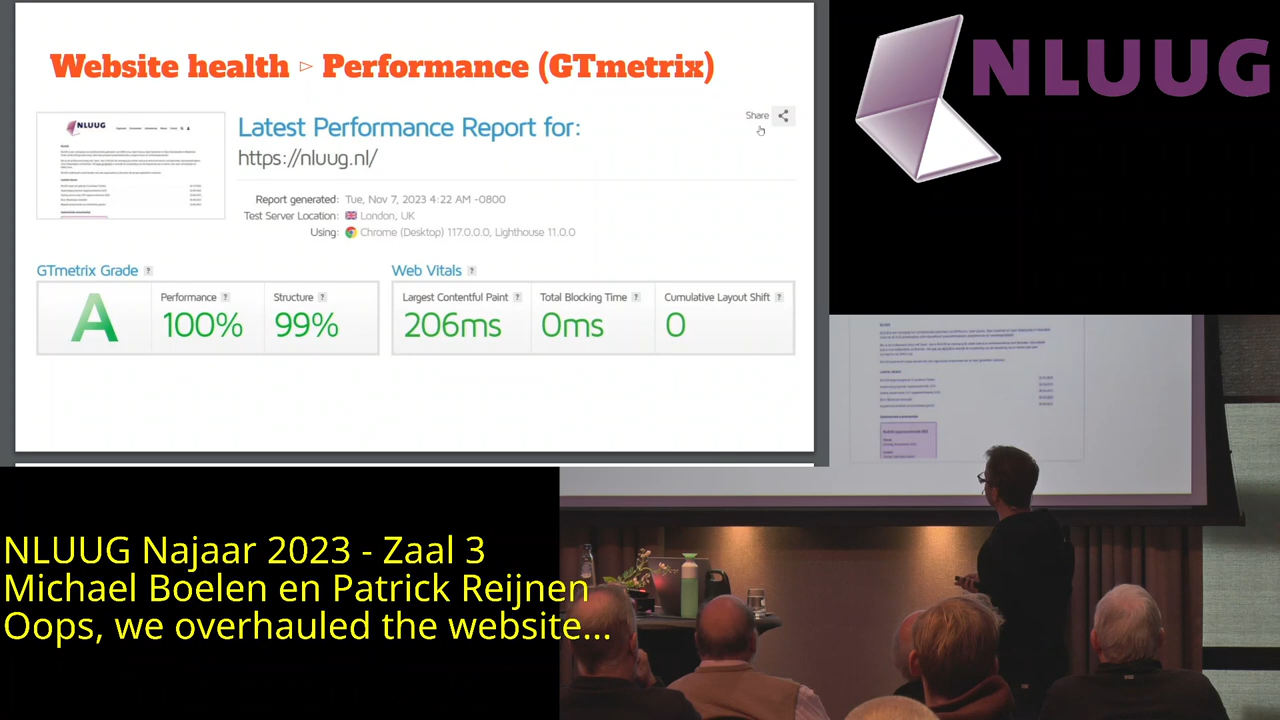 Website health ▻ Performance (GTmetrix)
NLUUG
NLUUG
Latest Performance Report for:
https://nluug.nl/
Share
Report generated: Tue, Nov 7, 2023 4:22 AM -0800
Test Server Location: London, UK
Using: Chrome (Desktop) 117.0.0.0, Lighthouse 11.0.0
GTmetrix Grade ?
Web Vitals ?
A
Performance ?
100%
Structure ?
99%
Largest Contentful Paint ?
206ms
Total Blocking Time ?
0ms
Cumulative Layout Shift ?
0
NLUUG Najaar 2023 - Zaal 3
Michael Boelen en Patrick Reijnen
Oops, we overhauled the website...